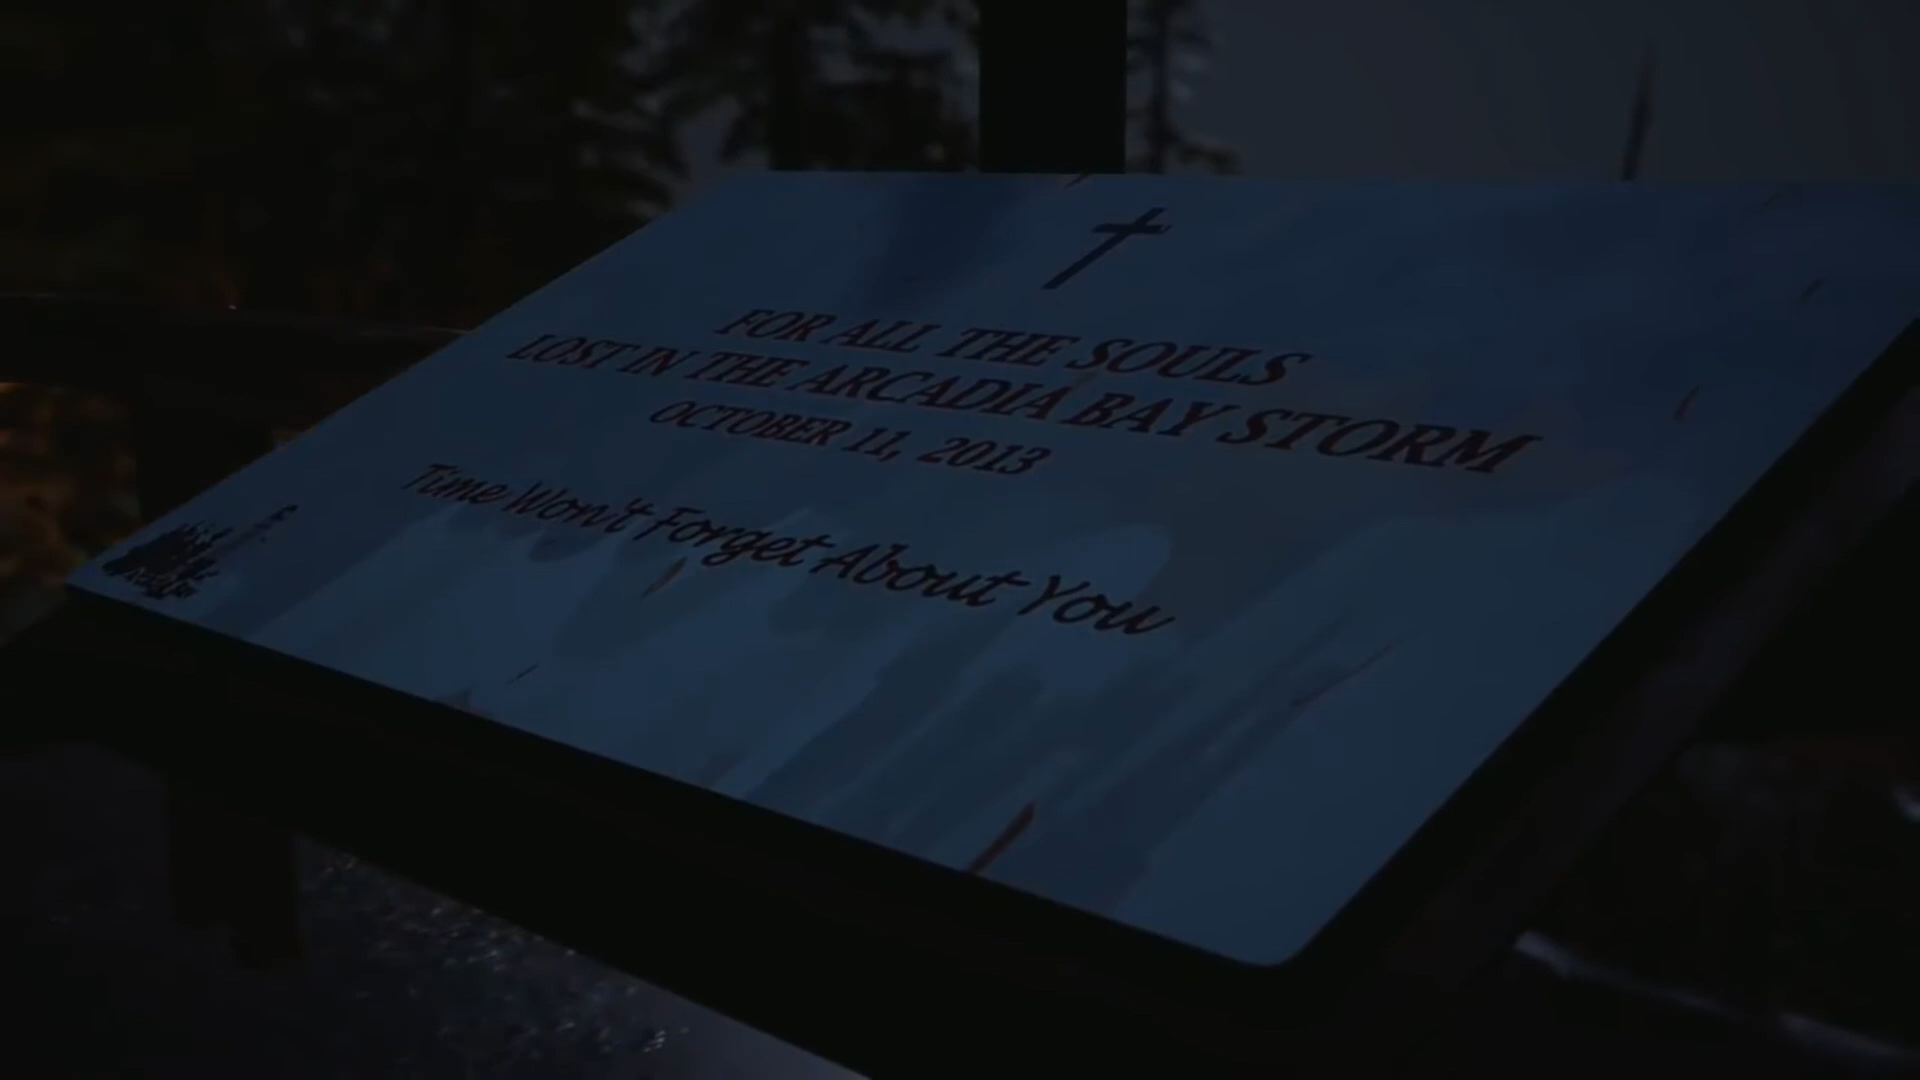 FOR ALL THE SOULS
LOST IN THE ARCADIA BAY STORM
OCTOBER 11, 2013
Time Won't Forget About You